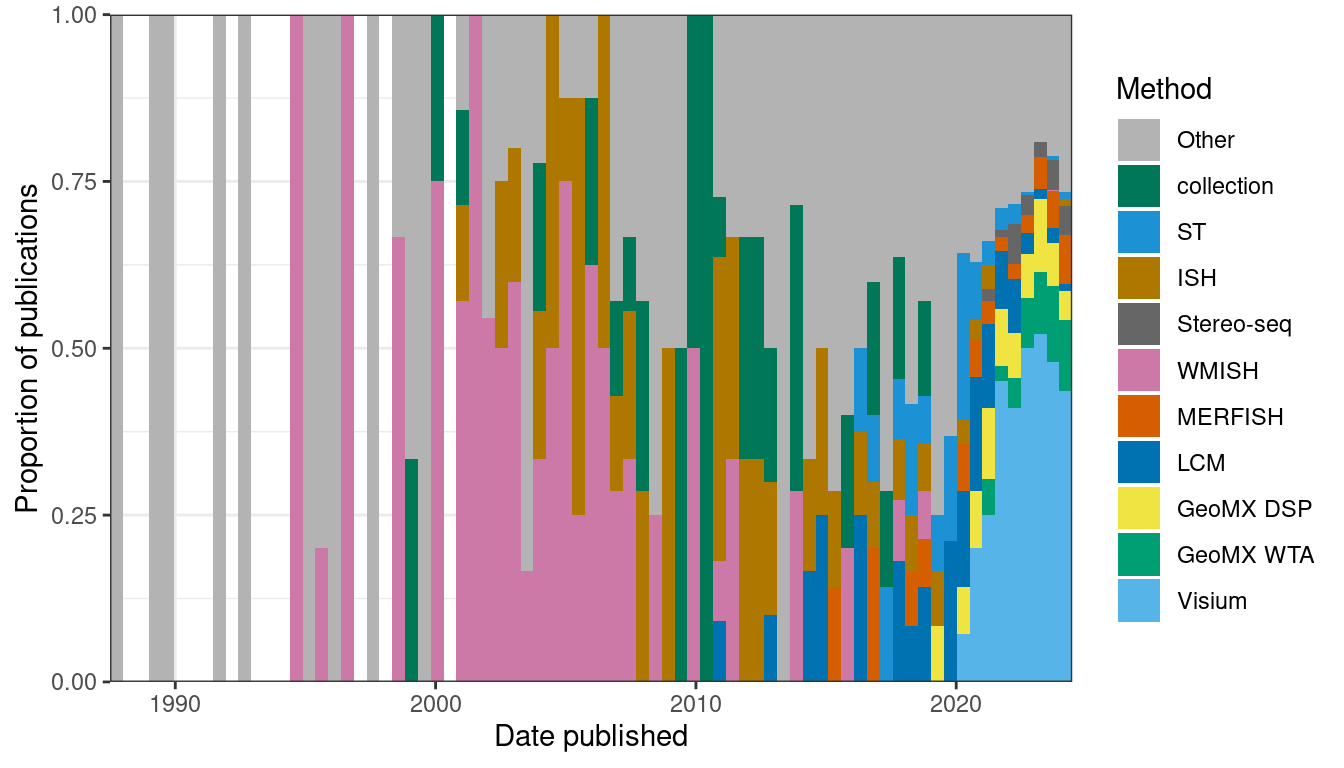 1.00
0.75
0.50
0.25
0.00
Proportion of publications
1990
2000
2010
2020
Date published
Method
Other
collection
ST
ISH
Stereo-seq
WMISH
MERFISH
LCM
GeoMX DSP
GeoMX WTA
Visium